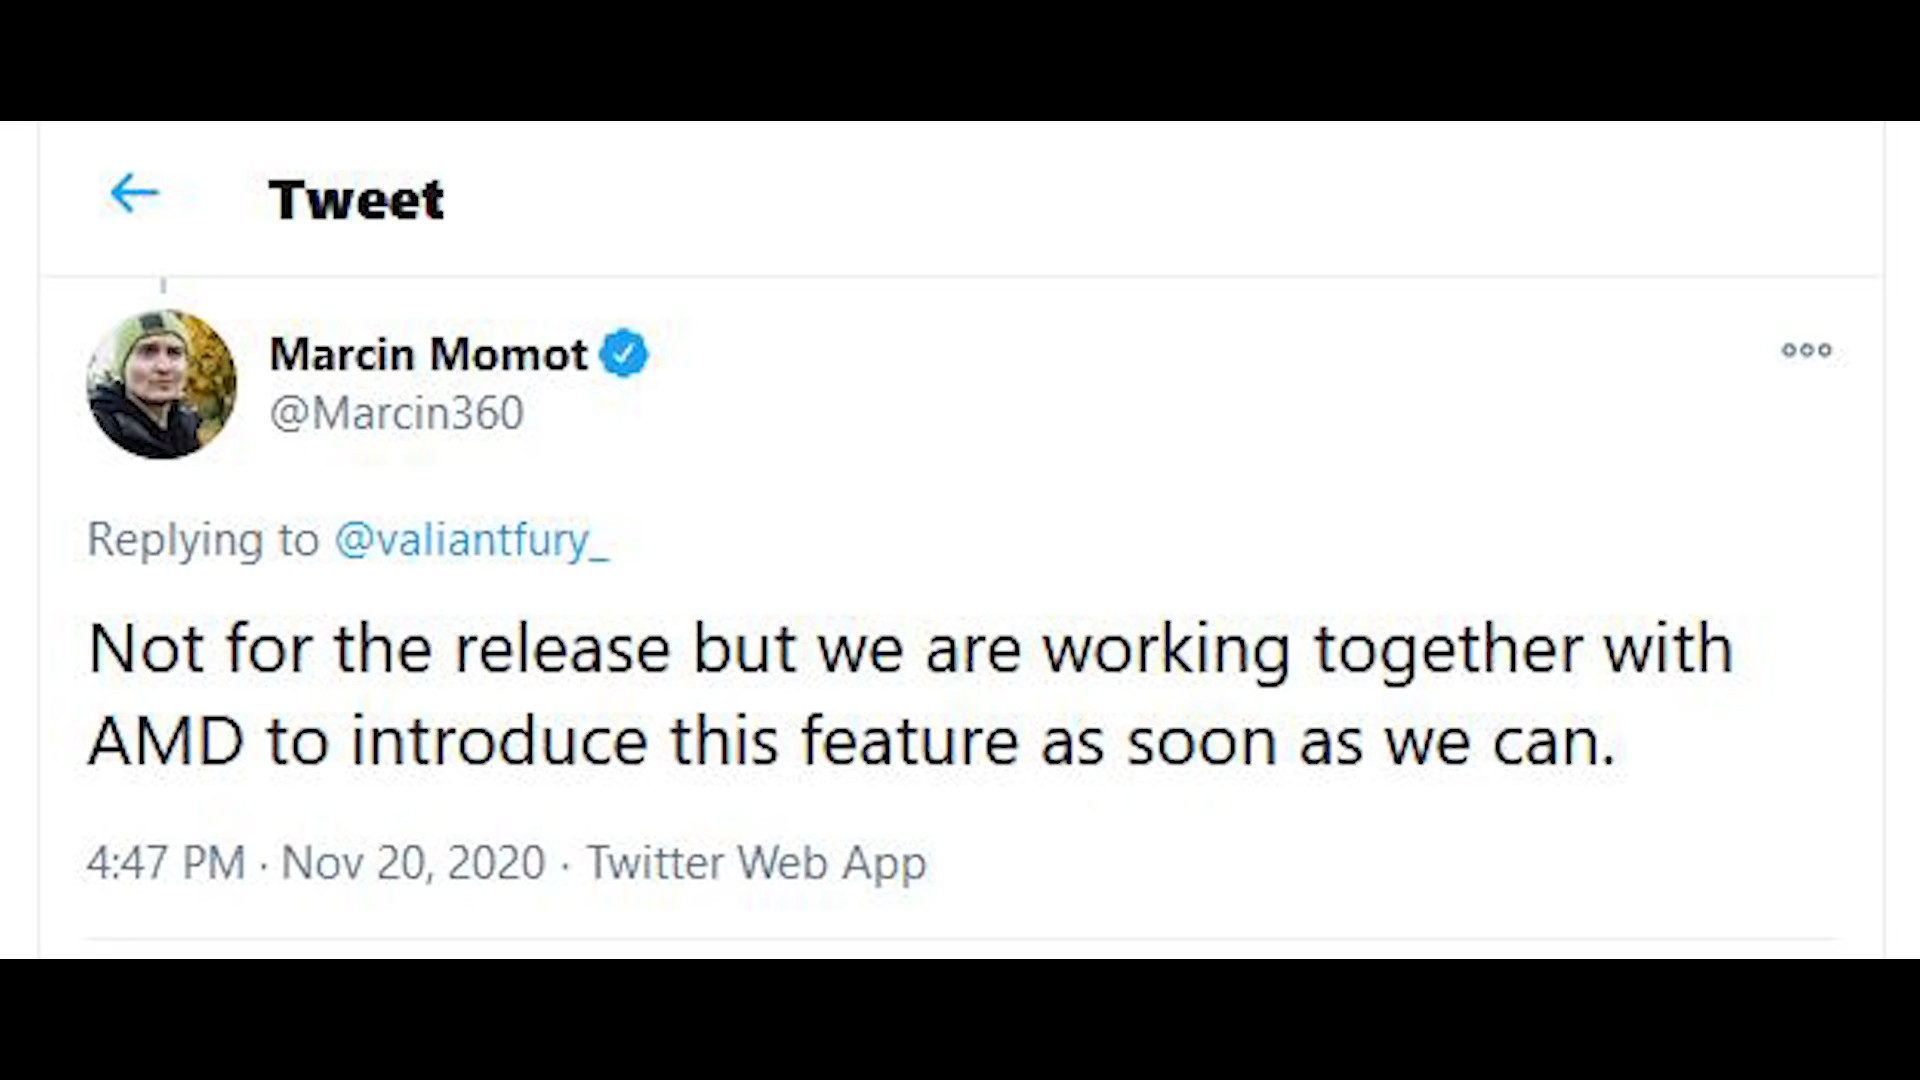 Tweet
Marcin Momot
@Marcin360
Replying to @valiantfury_
Not for the release but we are working together with
AMD to introduce this feature as soon as we can.
4:47 PM · Nov 20, 2020 · Twitter Web App